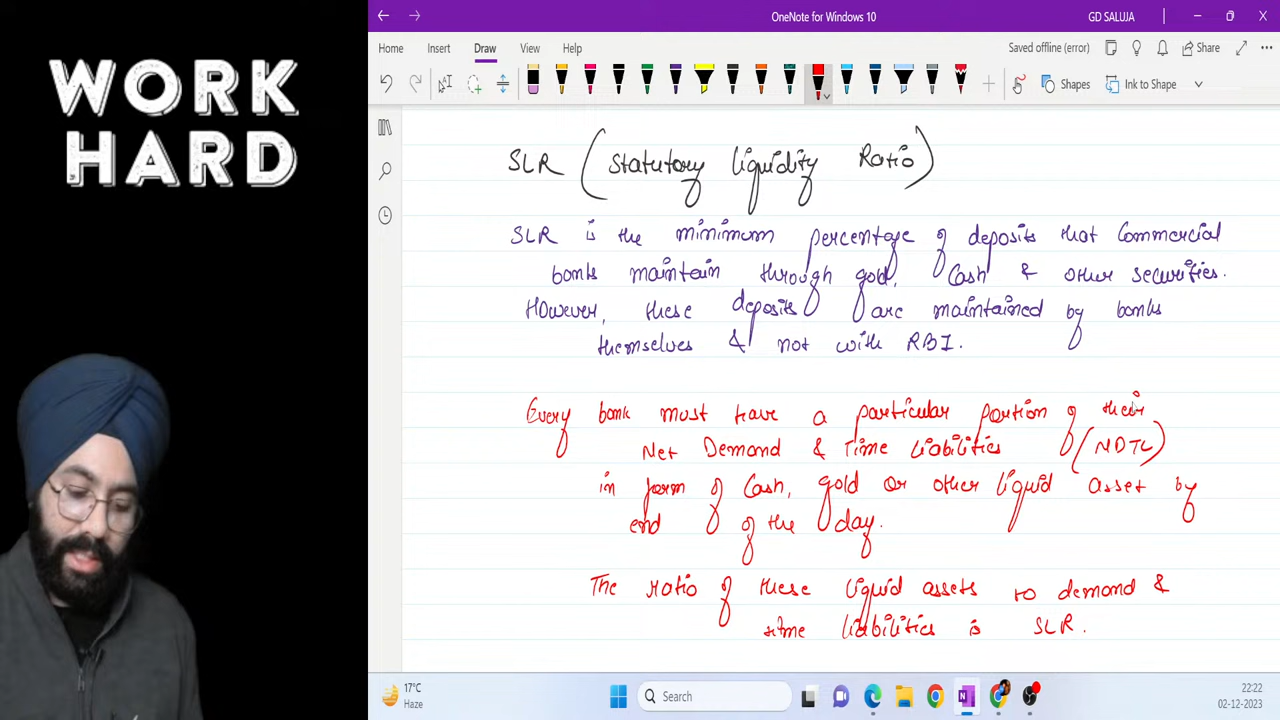 WORK
HARD
OneNote for Windows 10
GD SALUJA
Home Insert Draw View Help
Saved offline (error)
Share
Shapes
Ink to Shape
SLR (Statutory liquidity Ratio)
SLR is the minimum percentage of deposits that Commercial
banks maintain through gold, Cash & other securities.
However, these deposits are maintained by banks
themselves & not with RBI.
Every bank must have a particular portion of their
Net Demand & Time liabilities (NDTL)
in form of Cash, gold or other liquid asset by
end of the day.
The ratio of these liquid assets to demand &
time liabilities is SLR.
17°C
Haze
Search
22:22
02-12-2023